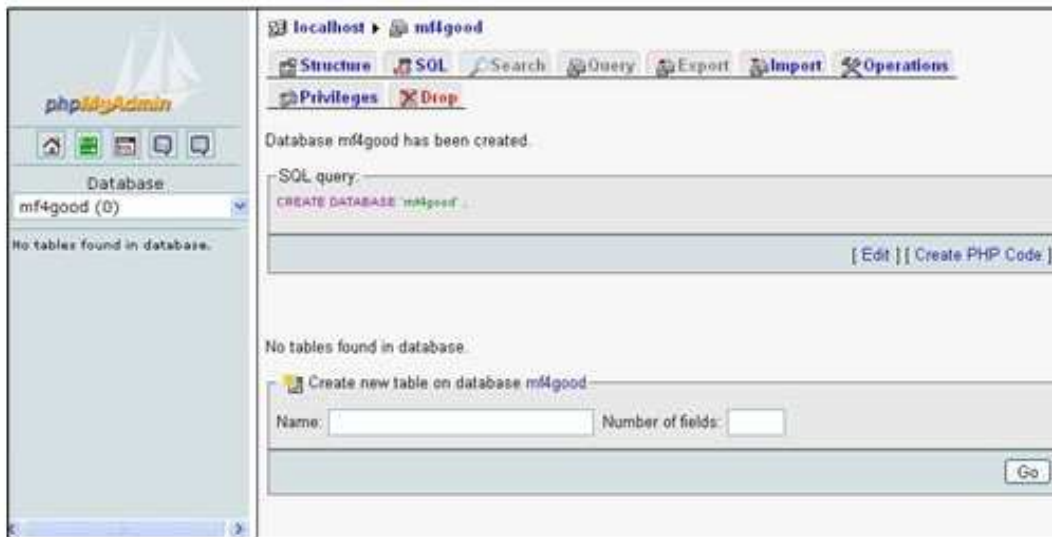 phpMyAdmin
Database
mf4good (0)
No tables found in database.
localhost mf4good
Structure SQL Search Query Export Import Operations
Privileges Drop
Database mf4good has been created.
SQL query:
CREATE DATABASE `mf4good` ;
[ Edit ] [ Create PHP Code ]
No tables found in database.
Create new table on database mf4good
Name: Number of fields:
Go